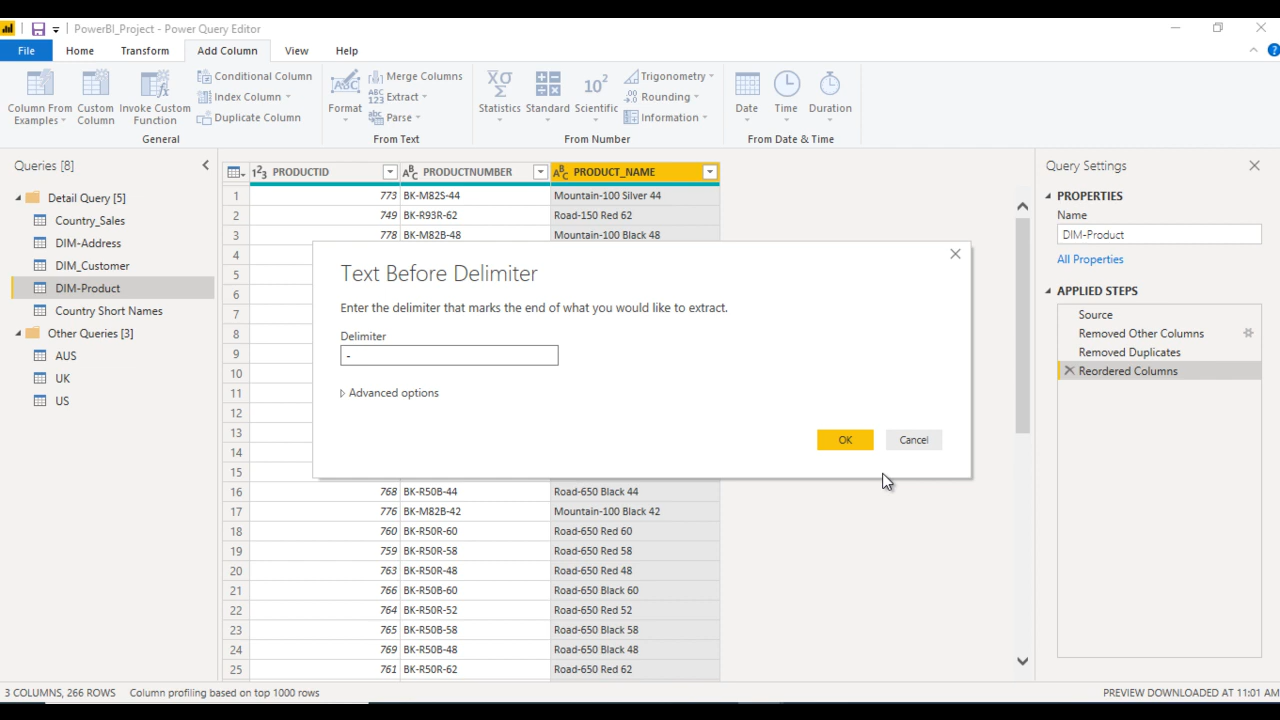 PowerBI_Project - Power Query Editor
File Home Transform Add Column View Help
Column From Examples
Custom Column
Invoke Custom Function
Conditional Column
Index Column
Duplicate Column
General
Format
Merge Columns
Extract
Parse
From Text
Statistics
Standard
Scientific
Trigonometry
Rounding
Information
From Number
Date
Time
Duration
From Date & Time
Queries [8]
Detail Query [5]
Country_Sales
DIM-Address
DIM_Customer
DIM-Product
Country Short Names
Other Queries [3]
AUS
UK
US
PRODUCTID PRODUCTNUMBER PRODUCT_NAME
1 773 BK-M82S-44 Mountain-100 Silver 44
2 749 BK-R93R-62 Road-150 Red 62
3 778 BK-M82B-48 Mountain-100 Black 48
4
5
6
7
8
9
10
11
12
13
14
15
16 768 BK-R50B-44 Road-650 Black 44
17 776 BK-M82B-42 Mountain-100 Black 42
18 760 BK-R50R-60 Road-650 Red 60
19 759 BK-R50R-58 Road-650 Red 58
20 763 BK-R50R-48 Road-650 Red 48
21 766 BK-R50B-60 Road-650 Black 60
22 764 BK-R50R-52 Road-650 Red 52
23 765 BK-R50B-58 Road-650 Black 58
24 769 BK-R50B-48 Road-650 Black 48
25 761 BK-R50R-62 Road-650 Red 62
Text Before Delimiter
Enter the delimiter that marks the end of what you would like to extract.
Delimiter
-
Advanced options
OK Cancel
Query Settings
PROPERTIES
Name
DIM-Product
All Properties
APPLIED STEPS
Source
Removed Other Columns
Removed Duplicates
Reordered Columns
3 COLUMNS, 266 ROWS Column profiling based on top 1000 rows
PREVIEW DOWNLOADED AT 11:01 AM